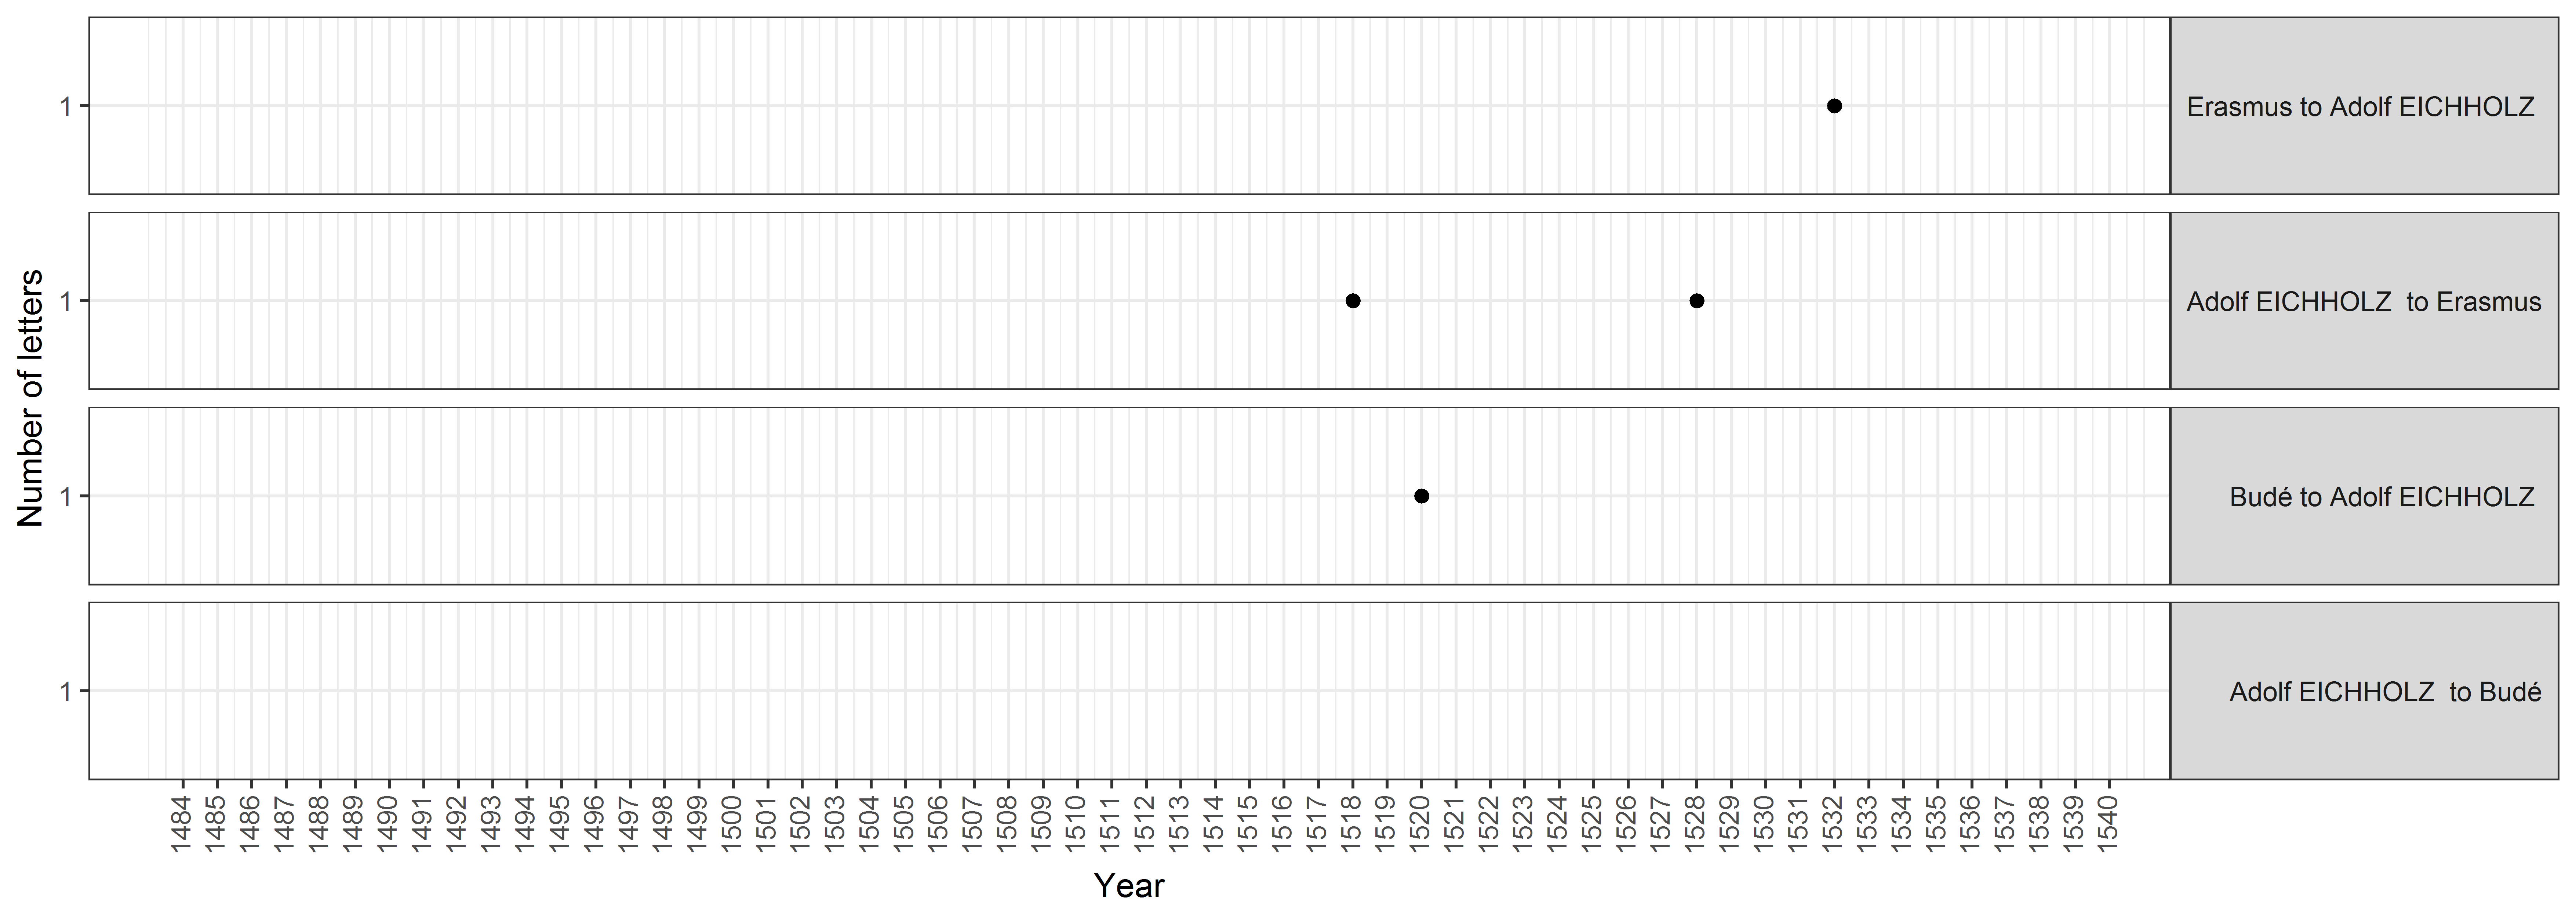 Number of letters
1
Erasmus to Adolf EICHHOLZ
1
Adolf EICHHOLZ  to Erasmus
1
Budé to Adolf EICHHOLZ
1
Adolf EICHHOLZ  to Budé
1484 1485 1486 1487 1488 1489 1490 1491 1492 1493 1494 1495 1496 1497 1498 1499 1500 1501 1502 1503 1504 1505 1506 1507 1508 1509 1510 1511 1512 1513 1514 1515 1516 1517 1518 1519 1520 1521 1522 1523 1524 1525 1526 1527 1528 1529 1530 1531 1532 1533 1534 1535 1536 1537 1538 1539 1540
Year